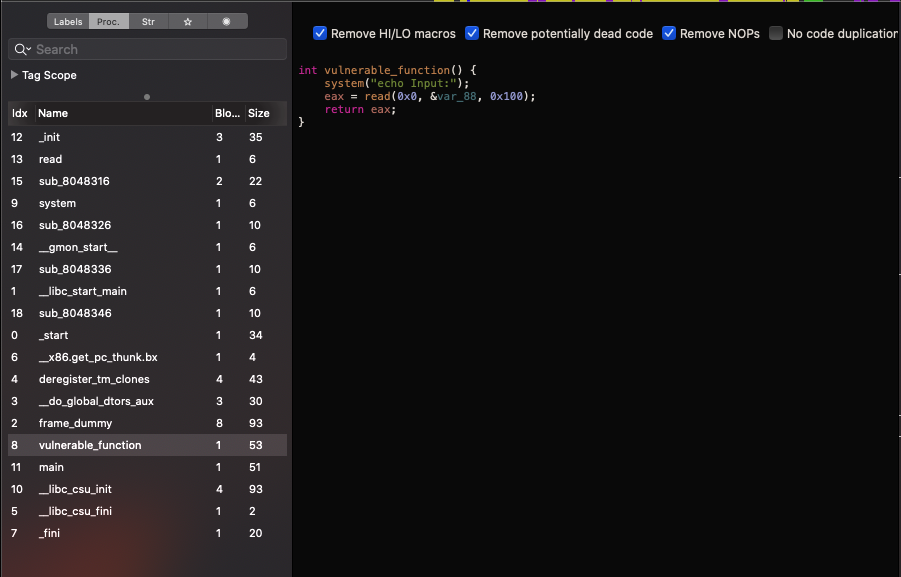 Labels Proc. Str
Remove HI/LO macros Remove potentially dead code Remove NOPs No code duplication
Search
Tag Scope
Idx Name Blo... Size
12 _init 3 35
13 read 1 6
15 sub_8048316 2 22
9 system 1 6
16 sub_8048326 1 10
14 __gmon_start__ 1 6
17 sub_8048336 1 10
1 __libc_start_main 1 6
18 sub_8048346 1 10
0 _start 1 34
6 __x86.get_pc_thunk.bx 1 4
4 deregister_tm_clones 4 43
3 __do_global_dtors_aux 3 30
2 frame_dummy 8 93
8 vulnerable_function 1 53
11 main 1 51
10 __libc_csu_init 4 93
5 __libc_csu_fini 1 2
7 _fini 1 20
int vulnerable_function() {
system("echo Input:");
eax = read(0x0, &var_88, 0x100);
return eax;
}